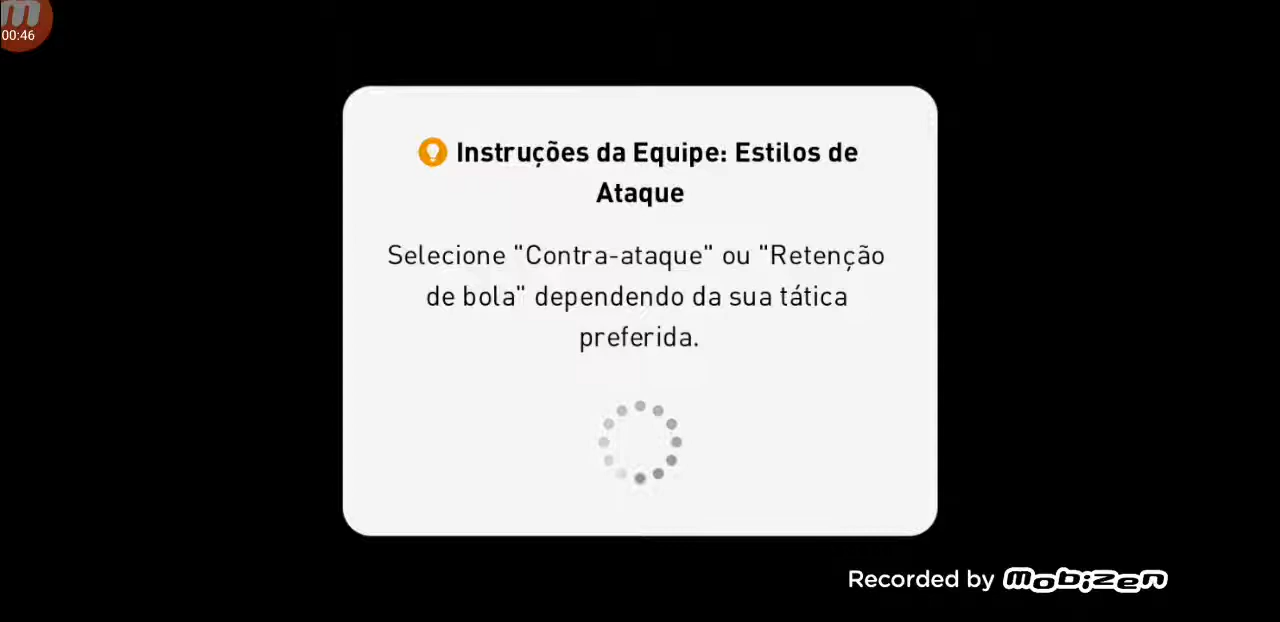 00:46
Instruções da Equipe: Estilos de
Ataque
Selecione "Contra-ataque" ou "Retenção
de bola" dependendo da sua tática
preferida.
Recorded by mobizen